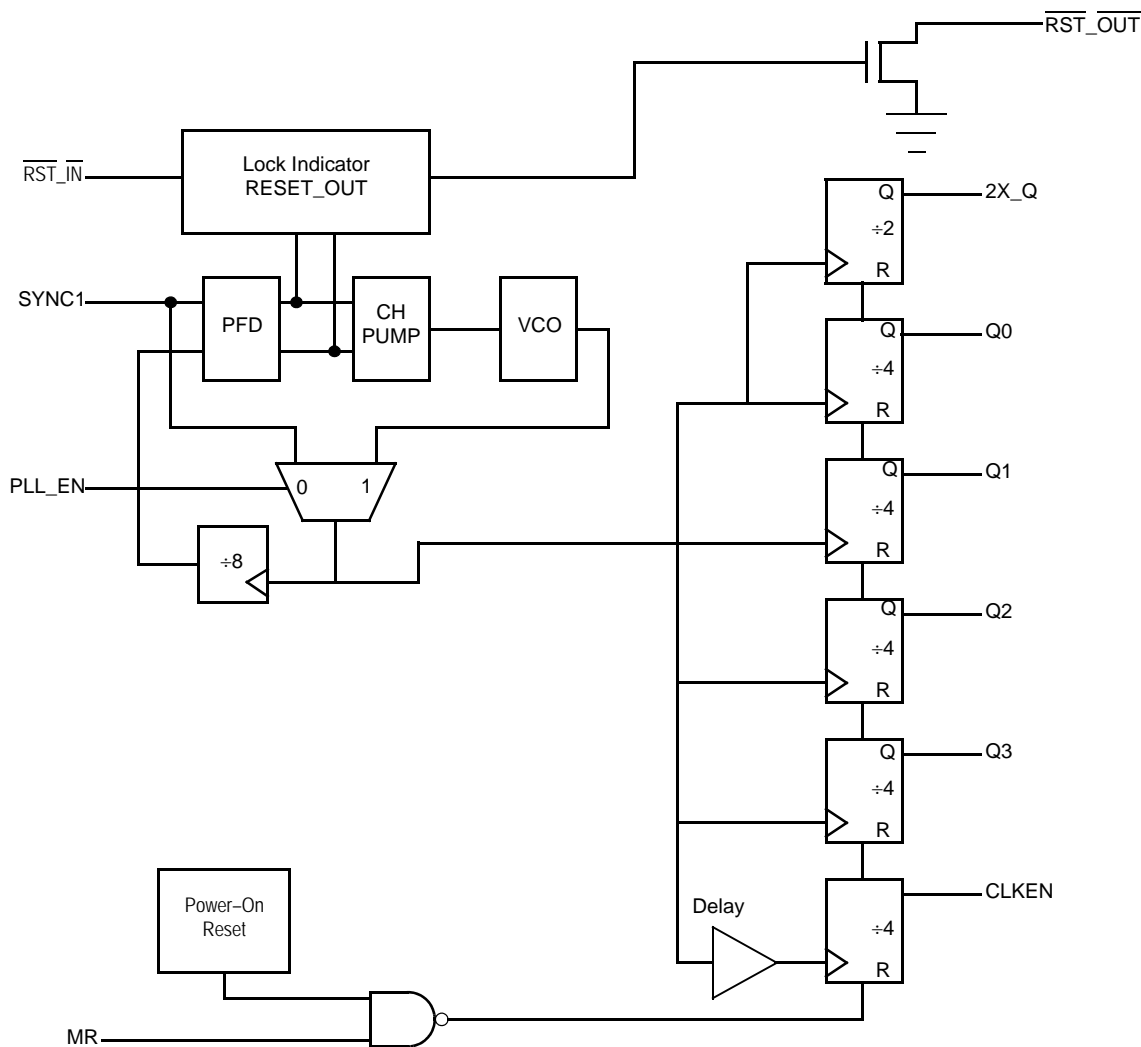 RST_OUT
Lock Indicator
RESET_OUT
RST_IN
Q
2X_Q
÷2
R
SYNC1
PFD
CH
PUMP
VCO
Q
Q0
÷4
R
PLL_EN
0
1
Q
Q1
÷4
R
÷8
Q
Q2
÷4
R
Q
Q3
÷4
R
Power–On
Reset
Delay
CLKEN
÷4
R
MR